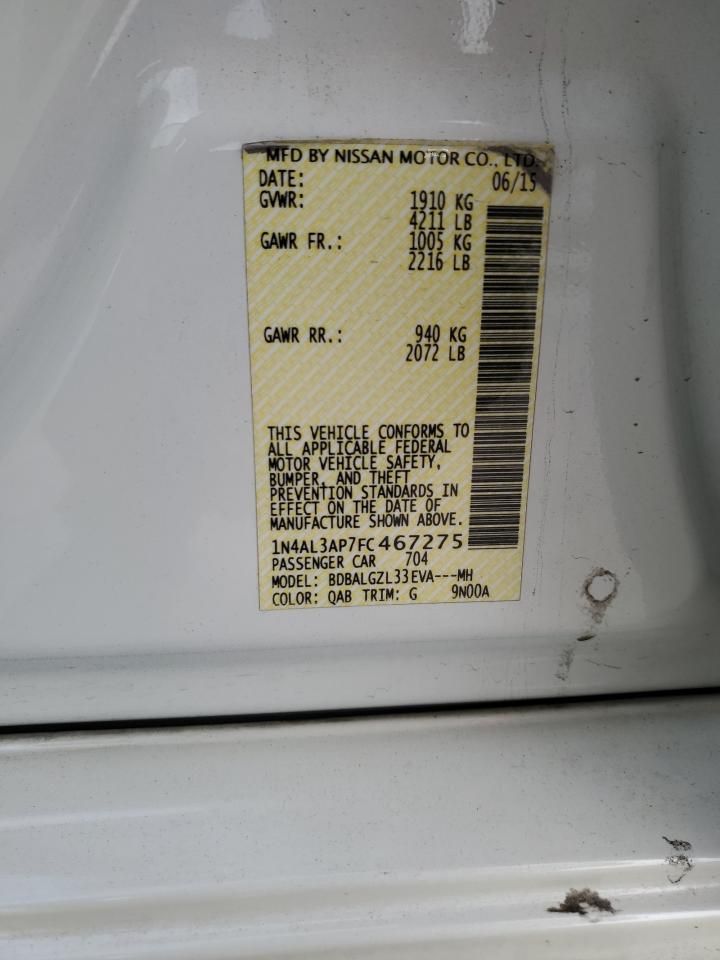 MFD BY NISSAN MOTOR CO., LTD.
DATE: 06/15
GVWR: 1910 KG
4211 LB
GAWR FR.: 1005 KG
2216 LB
GAWR RR.: 940 KG
2072 LB
THIS VEHICLE CONFORMS TO
ALL APPLICABLE FEDERAL
MOTOR VEHICLE SAFETY,
BUMPER, AND THEFT
PREVENTION STANDARDS IN
EFFECT ON THE DATE OF
MANUFACTURE SHOWN ABOVE.
1N4AL3AP7FC467275
PASSENGER CAR 704
MODEL: BDBALGZL33EVA---MH
COLOR: QAB TRIM: G 9N00A